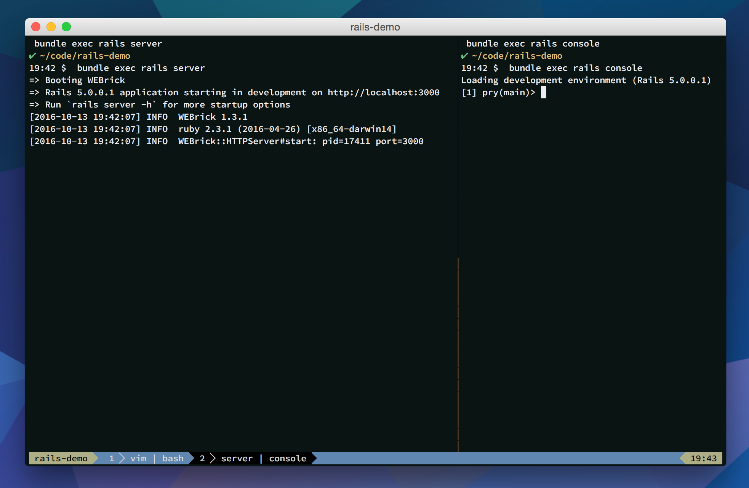 rails-demo
bundle exec rails server
✔ ~/code/rails-demo
19:42 $ bundle exec rails server
=> Booting WEBrick
=> Rails 5.0.0.1 application starting in development on http://localhost:3000
=> Run `rails server -h` for more startup options
[2016-10-13 19:42:07] INFO  WEBrick 1.3.1
[2016-10-13 19:42:07] INFO  ruby 2.3.1 (2016-04-26) [x86_64-darwin14]
[2016-10-13 19:42:07] INFO  WEBrick::HTTPServer#start: pid=17411 port=3000
bundle exec rails console
✔ ~/code/rails-demo
19:42 $ bundle exec rails console
Loading development environment (Rails 5.0.0.1)
[1] pry(main)>
rails-demo 1 vim | bash 2 server | console 19:43